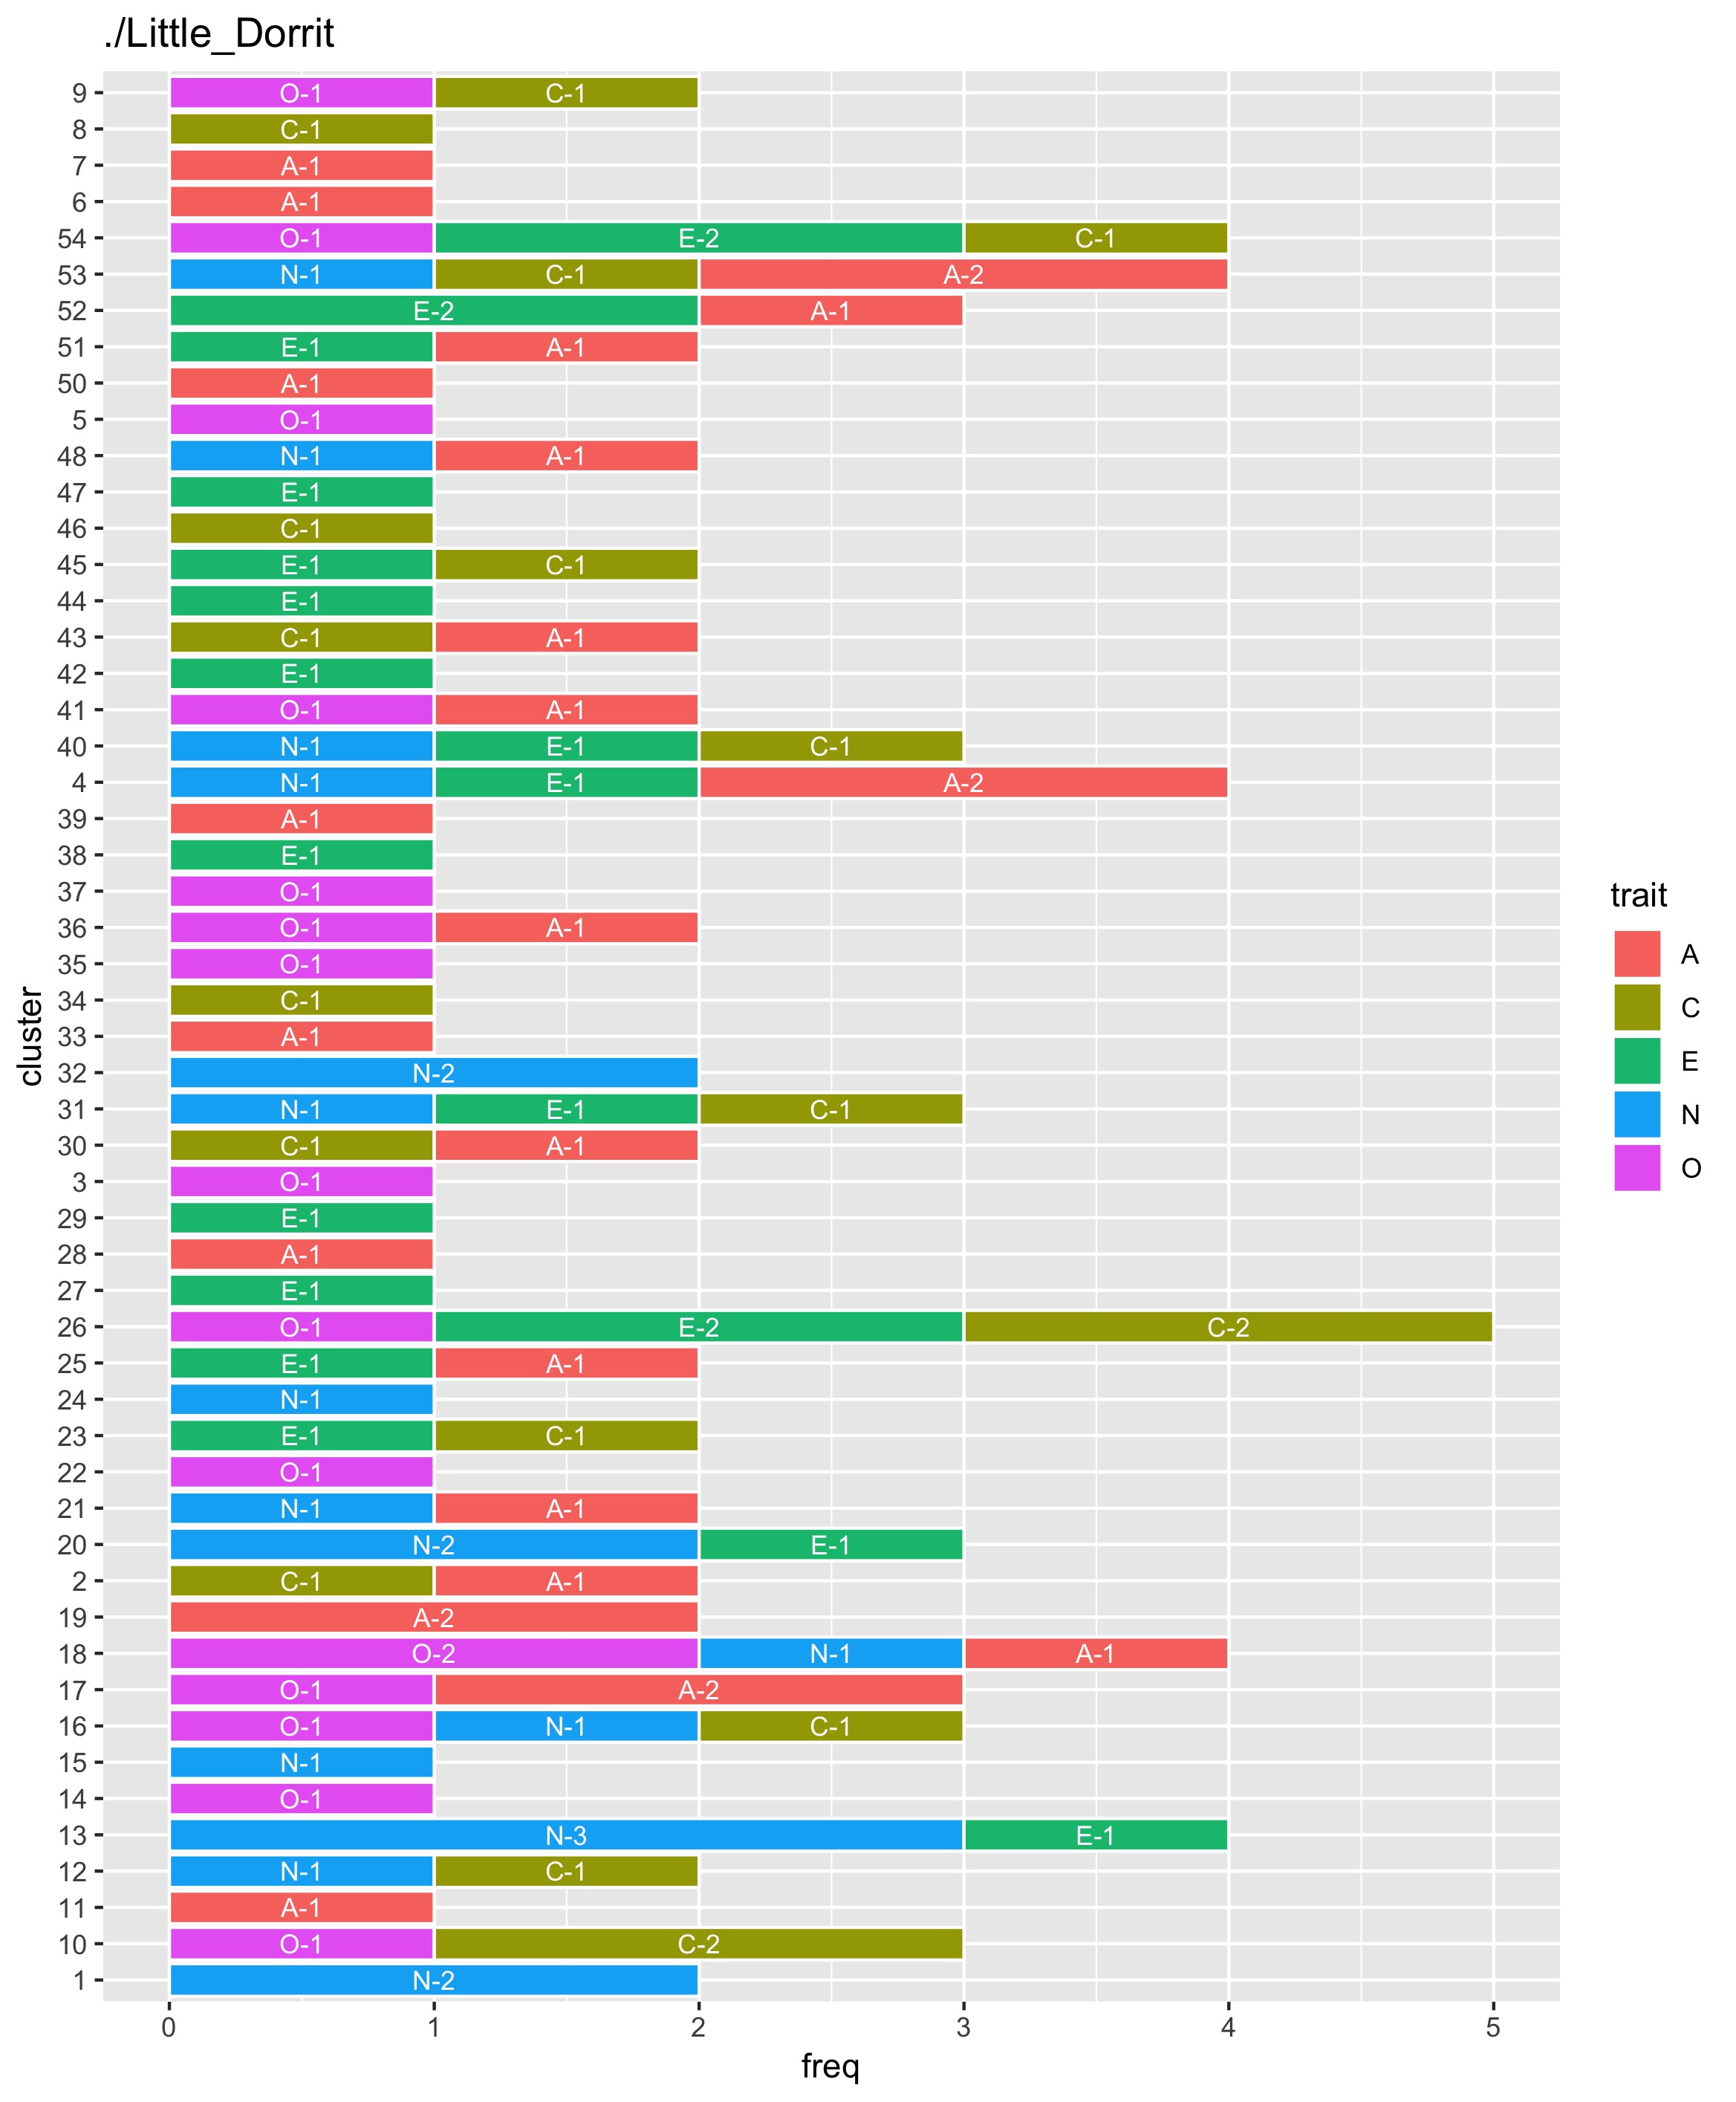 ./Little_Dorrit
9 O-1 C-1
8 C-1
7 A-1
6 A-1
54 O-1 E-2 C-1
53 N-1 C-1 A-2
52 E-2 A-1
51 E-1 A-1
50 A-1
5 O-1
48 N-1 A-1
47 E-1
46 C-1
45 E-1 C-1
44 E-1
43 C-1 A-1
42 E-1
41 O-1 A-1
40 N-1 E-1 C-1
4 N-1 E-1 A-2
39 A-1
38 E-1
37 O-1
36 O-1 A-1
35 O-1
34 C-1
33 A-1
32 N-2
31 N-1 E-1 C-1
30 C-1 A-1
3 O-1
29 E-1
28 A-1
27 E-1
26 O-1 E-2 C-2
25 E-1 A-1
24 N-1
23 E-1 C-1
22 O-1
21 N-1 A-1
20 N-2 E-1
2 C-1 A-1
19 A-2
18 O-2 N-1 A-1
17 O-1 A-2
16 O-1 N-1 C-1
15 N-1
14 O-1
13 N-3 E-1
12 N-1 C-1
11 A-1
10 O-1 C-2
1 N-2
0 1 2 3 4 5
freq
cluster
trait
A
C
E
N
O